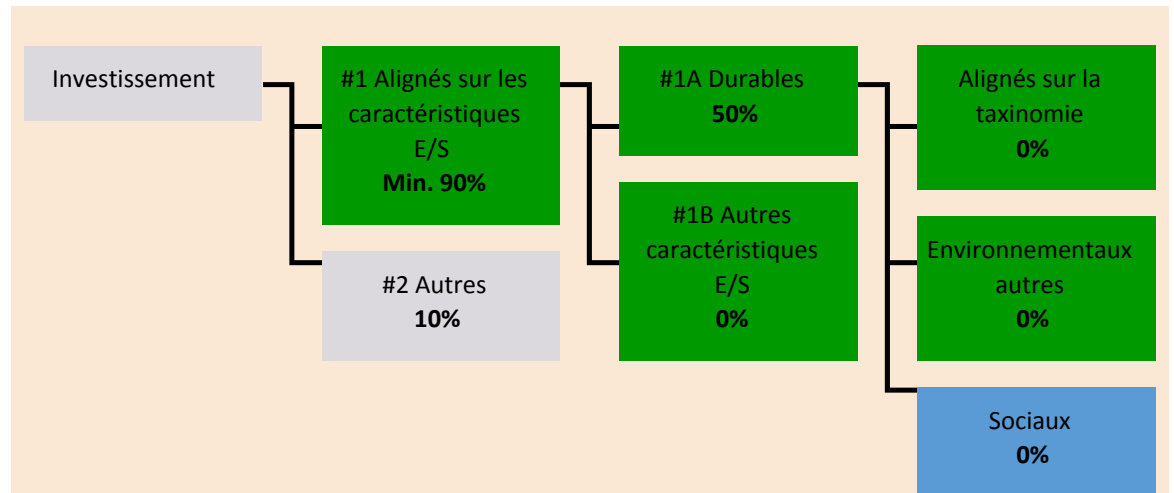 Investissement
#1 Alignés sur les
caractéristiques
E/S
Min. 90%
#2 Autres
10%
#1A Durables
50%
#1B Autres
caractéristiques
E/S
0%
Alignés sur la
taxinomie
0%
Environnementaux
autres
0%
Sociaux
0%